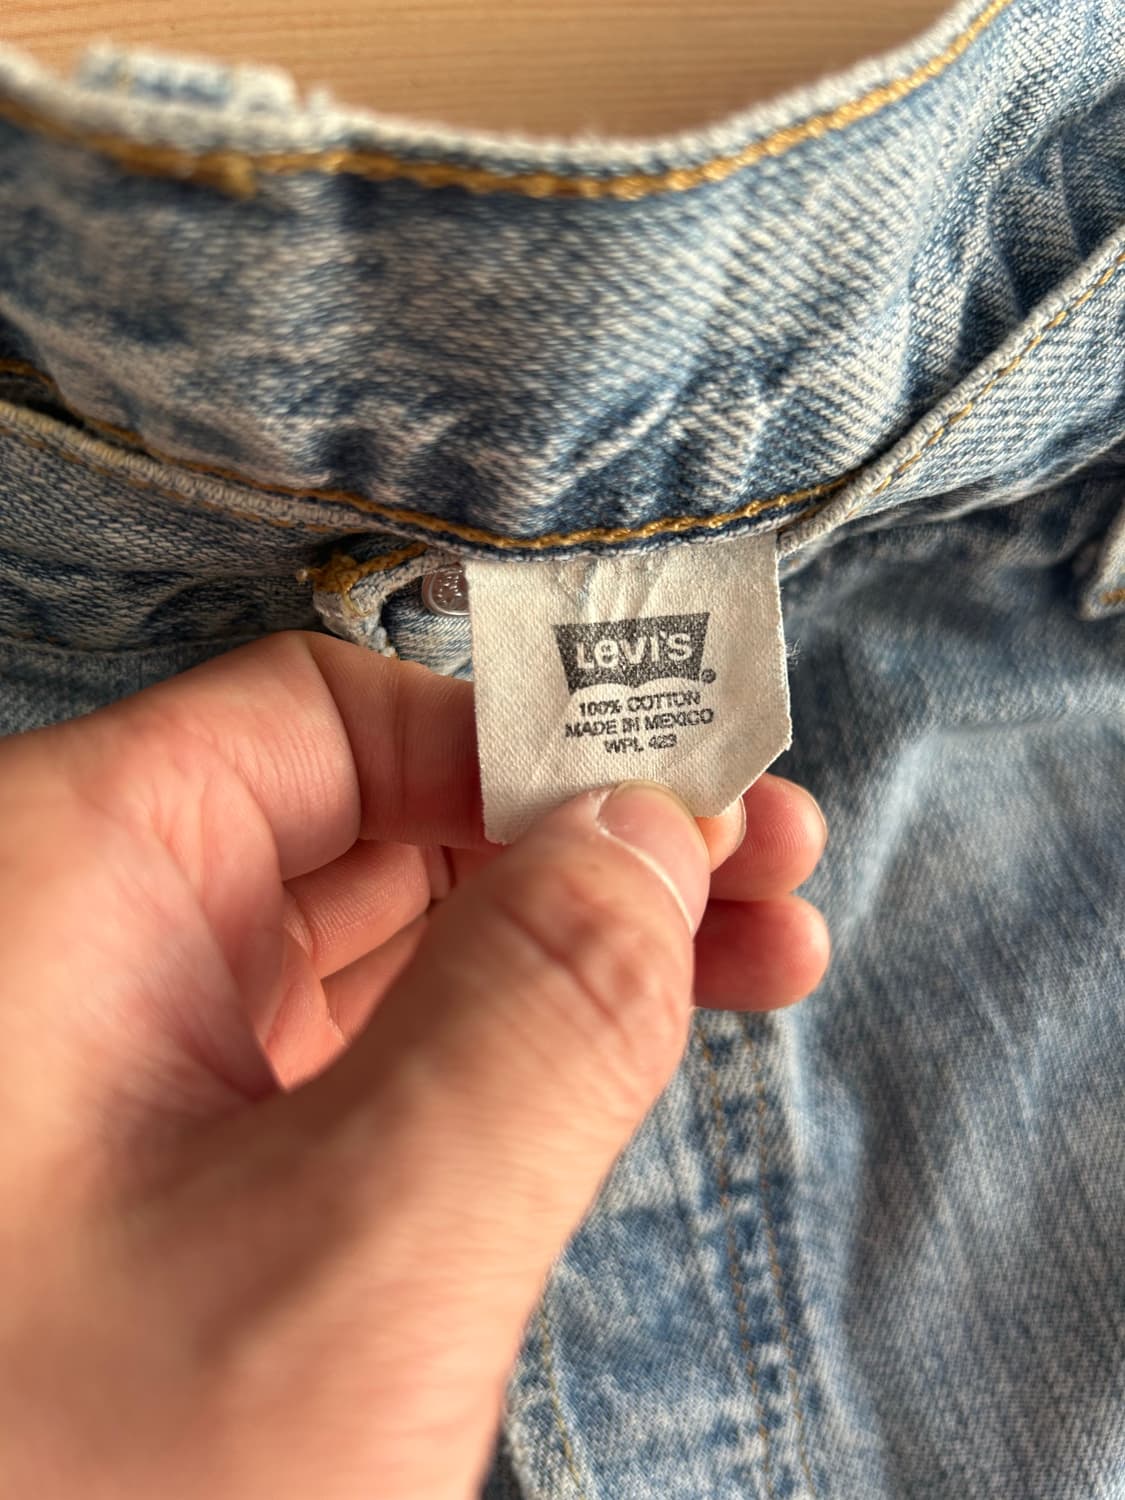 LEVI'S®
100% COTTON
MADE IN MEXICO
WPL 423